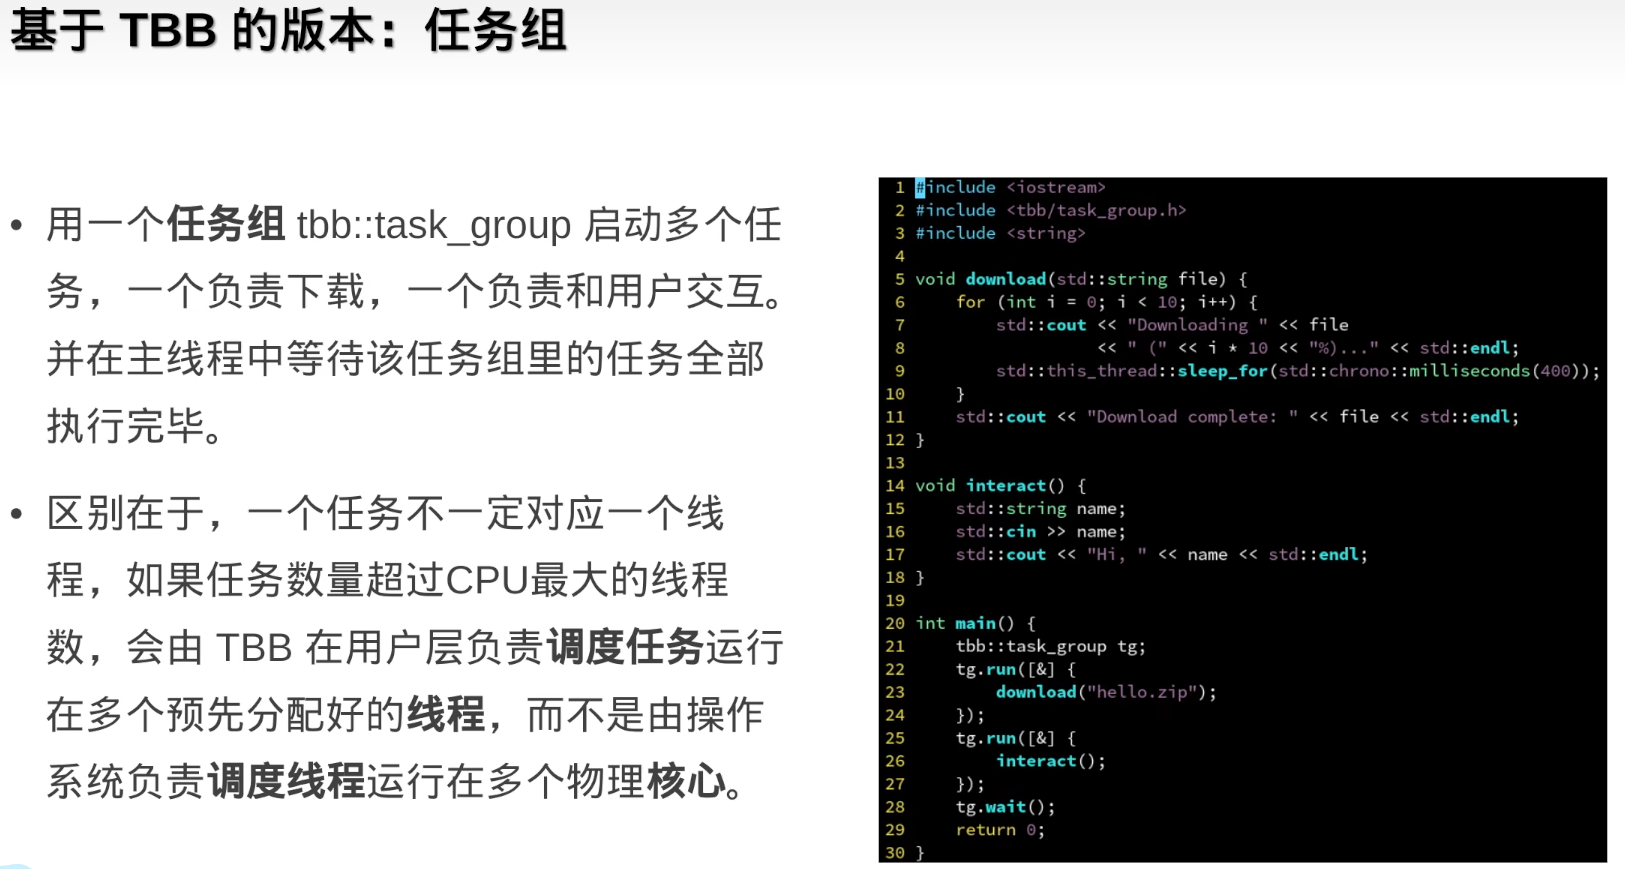 基于 TBB 的版本：任务组
• 用一个任务组 tbb::task_group 启动多个任
务，一个负责下载，一个负责和用户交互。
并在主线程中等待该任务组里的任务全部
执行完毕。
• 区别在于，一个任务不一定对应一个线
程，如果任务数量超过CPU最大的线程
数，会由 TBB 在用户层负责调度任务运行
在多个预先分配好的线程，而不是由操作
系统负责调度线程运行在多个物理核心。
1 #include <iostream>
2 #include <tbb/task_group.h>
3 #include <string>
4
5 void download(std::string file) {
6     for (int i = 0; i < 10; i++) {
7         std::cout << "Downloading " << file
8                   << " (" << i * 10 << "%)..." << std::endl;
9         std::this_thread::sleep_for(std::chrono::milliseconds(400));
10     }
11     std::cout << "Download complete: " << file << std::endl;
12 }
13
14 void interact() {
15     std::string name;
16     std::cin >> name;
17     std::cout << "Hi, " << name << std::endl;
18 }
19
20 int main() {
21     tbb::task_group tg;
22     tg.run([&] {
23         download("hello.zip");
24     });
25     tg.run([&] {
26         interact();
27     });
28     tg.wait();
29     return 0;
30 }